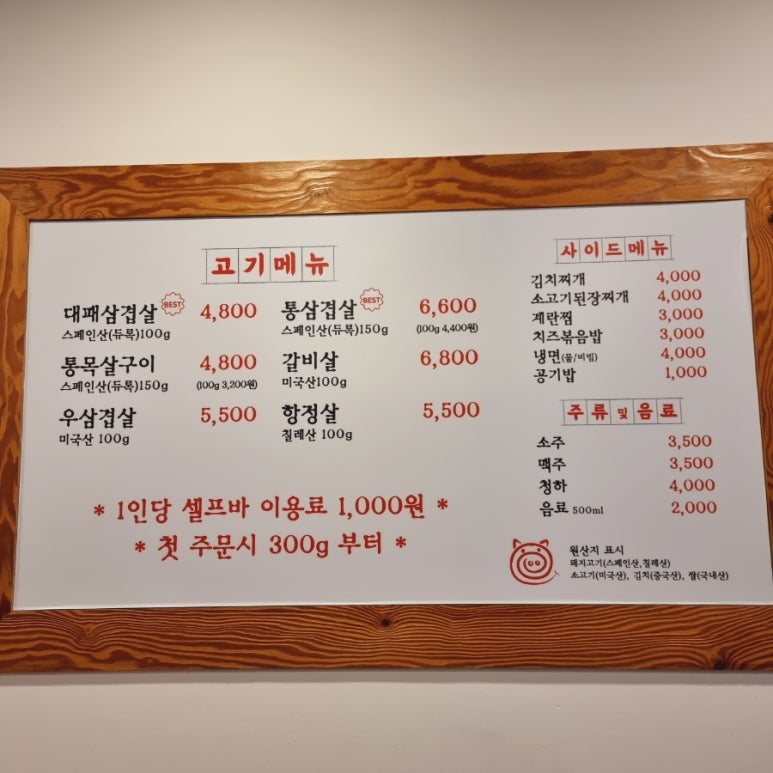 고기메뉴
대패삼겹살 BEST 4,800
스페인산(듀록)100g
통목살구이 4,800
스페인산(듀록)150g (100g 3,200원)
우삼겹살 5,500
미국산 100g
통삼겹살 BEST 6,600
스페인산(듀록)150g (100g 4,400원)
갈비살 6,800
미국산100g
항정살 5,500
칠레산 100g
* 1인당 셀프바 이용료 1,000원 *
* 첫 주문시 300g 부터 *
사이드메뉴
김치찌개 4,000
소고기된장찌개 4,000
계란찜 3,000
치즈볶음밥 3,000
냉면(물/비빔) 4,000
공기밥 1,000
주류 및 음료
소주 3,500
맥주 3,500
청하 4,000
음료 500ml 2,000
원산지 표시
돼지고기(스페인산,칠레산)
소고기(미국산), 김치(중국산), 쌀(국내산)